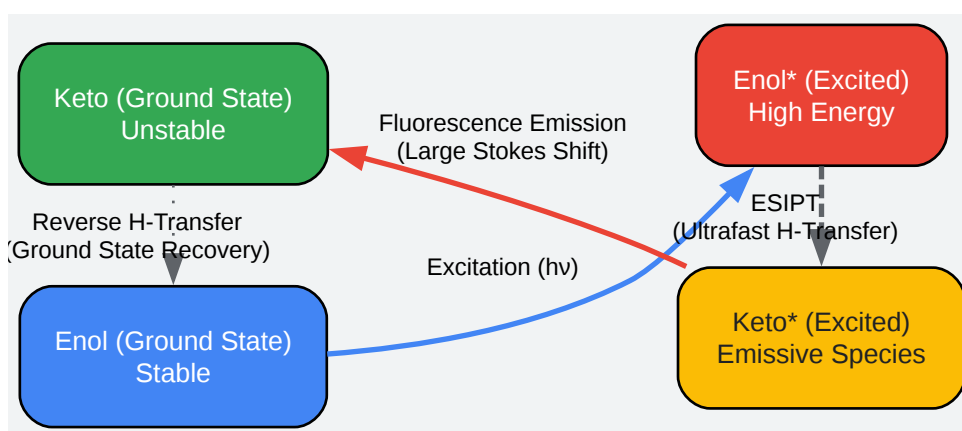 Keto (Ground State)
Unstable
Enol* (Excited)
High Energy
Fluorescence Emission
(Large Stokes Shift)
Reverse H-Transfer
(Ground State Recovery)
ESIPT
(Ultrafast H-Transfer)
Excitation (hν)
Enol (Ground State)
Stable
Keto* (Excited)
Emissive Species